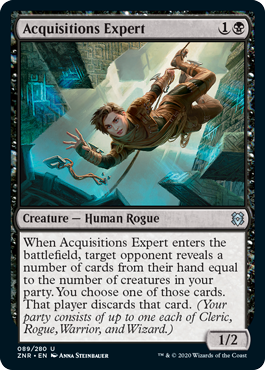 Acquisitions Expert 1
Creature — Human Rogue
When Acquisitions Expert enters the
battlefield, target opponent reveals a
number of cards from their hand equal
to the number of creatures in your
party. You choose one of those cards.
That player discards that card. (Your
party consists of up to one each of Cleric,
Rogue, Warrior, and Wizard.)
1/2
089/280 U
ZNR • EN Anna Steinbauer
™ & © 2020 Wizards of the Coast